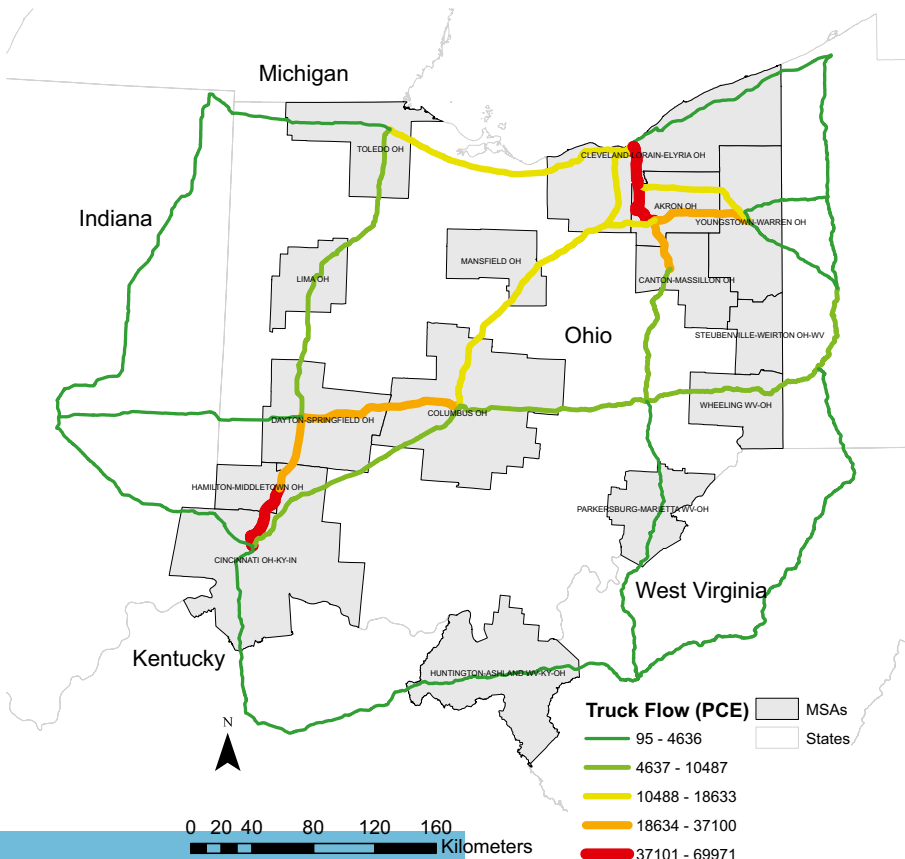 Michigan
TOLEDO OH
CLEVELAND-LORAIN-ELYRIA OH
Indiana
AKRON OH
YOUNGSTOWN-WARREN OH
MANSFIELD OH
LIMA OH
CANTON-MASSILLON OH
Ohio
STEUBENVILLE-WEIRTON OH-WV
WHEELING WV-OH
COLUMBUS OH
DAYTON-SPRINGFIELD OH
HAMILTON-MIDDLETOWN OH
PARKERSBURG-MARIETTA WV-OH
CINCINNATI OH-KY-IN
West Virginia
Kentucky
HUNTINGTON-ASHLAND WV-KY-OH
N
Truck Flow (PCE)
MSAs
States
95 - 4636
4637 - 10487
10488 - 18633
18634 - 37100
37101 - 69971
0 20 40 80 120 160
Kilometers